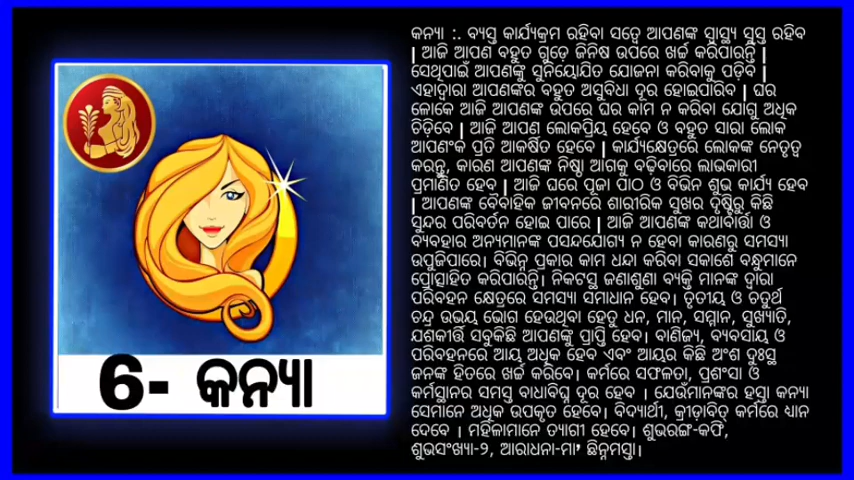 6- କନ୍ୟା
କନ୍ୟା :. ବ୍ୟସ୍ତ କାର୍ଯ୍ୟକ୍ରମ ରହିବା ସତ୍ବେ ଆପଣଙ୍କ ସ୍ୱାସ୍ଥ୍ୟ ସୁସ୍ତ ରହିବ
| ଆଜି ଆପଣ ବହୁତ ଗୁଡ଼େ ଜିନିଷ ଉପରେ ଖର୍ଚ୍ଚ କରିପାରନ୍ତି |
ସେଥିପାଇଁ ଆପଣଙ୍କୁ ସୁନିୟୋଯିତ ଯୋଜନା କରିବାକୁ ପଡ଼ିବ |
ଏହାଦ୍ୱାରା ଆପଣଙ୍କର ବହୁତ ଅସୁବିଧା ଦୂର ହୋଇପାରିବ | ଘର
ଲୋକେ ଆଜି ଆପଣଙ୍କ ଉପରେ ଘର କାମ ନ କରିବା ଯୋଗୁ ଅଧିକ
ଚିଡ଼ିବେ | ଆଜି ଆପଣ ଲୋକପ୍ରିୟ ହେବେ ଓ ବହୁତ ସାରା ଲୋକ
ଆପଣଂକ ପ୍ରତି ଆକର୍ଷିତ ହେବେ | କାର୍ଯ୍ୟକ୍ଷେତ୍ରରେ ଲୋକଙ୍କ ନେତୃତ୍ୱ
କରନ୍ତୁ, କାରଣ ଆପଣଙ୍କ ନିଷ୍ଠା ଆଗକୁ ବଢ଼ିବାରେ ଲାଭକାରୀ
ପ୍ରମାଣିତ ହେବ | ଆଜି ଘରେ ପୂଜା ପାଠ ଓ ବିଭିନ ଶୁଭ କାର୍ଯ୍ୟ ହେବ
| ଆପଣଙ୍କ ବୈବାହିକ ଜୀବନରେ ଶାରୀରିକ ସୁଖର ଦୃଷ୍ଟିରୁ କିଛି
ସୁନ୍ଦର ପରିବର୍ତନ ହୋଇ ପାରେ | ଆଜି ଆପଣଙ୍କ କଥାବାର୍ତ୍ତା ଓ
ବ୍ୟବହାର ଅନ୍ୟମାନଙ୍କ ପସନ୍ଦଯୋଗ୍ୟ ନ ହେବା କାରଣରୁ ସମସ୍ୟା
ଉପୁଜିପାରେ। ବିଭିନ୍ନ ପ୍ରକାର କାମ ଧନ୍ଦା କରିବା ସକାଶେ ବନ୍ଧୁମାନେ
ପ୍ରୋତ୍ସାହିତ କରିପାରନ୍ତି। ନିକଟସ୍ଥ ଜଣାଶୁଣା ବ୍ୟକ୍ତି ମାନଙ୍କ ଦ୍ୱାରା
ପରିବହନ କ୍ଷେତ୍ରରେ ସମସ୍ୟା ସମାଧାନ ହେବ। ତୃତୀୟ ଓ ଚତୁର୍ଥ
ଚନ୍ଦ୍ର ଉଭୟ ଭୋଗ ହେଉଥିବା ହେତୁ ଧନ, ମାନ, ସମ୍ମାନ, ସୁଖ୍ୟାତି,
ଯଶକୀର୍ତ୍ତି ସବୁକିଛି ଆପଣଙ୍କୁ ପ୍ରାପ୍ତି ହେବ। ବାଣିଜ୍ୟ, ବ୍ୟବସାୟ ଓ
ପରିବହନରେ ଆୟ ଅଧିକ ହେବ ଏବଂ ଆୟର କିଛି ଅଂଶ ଦୁଃସ୍ଥ
ଜନଙ୍କ ହିତରେ ଖର୍ଚ୍ଚ କରିବେ। କର୍ମରେ ସଫଳତା, ପ୍ରଶଂସା ଓ
କର୍ମସ୍ଥାନର ସମସ୍ତ ବାଧାବିଘ୍ନ ଦୂର ହେବ । ଯେଉଁମାନଙ୍କର ହସ୍ତା କନ୍ୟା
ସେମାନେ ଅଧିକ ଉପକୃତ ହେବେ। ବିଦ୍ୟାର୍ଥୀ, କ୍ରୀଡ଼ାବିତ୍ କର୍ମରେ ଧ୍ୟାନ
ଦେବେ । ମହିଳାମାନେ ତ୍ୟାଗୀ ହେବେ। ଶୁଭରଙ୍ଗ-କଫି,
ଶୁଭସଂଖ୍ୟା-୨, ଆରାଧନା-ମା' ଛିନ୍ନମସ୍ତା।